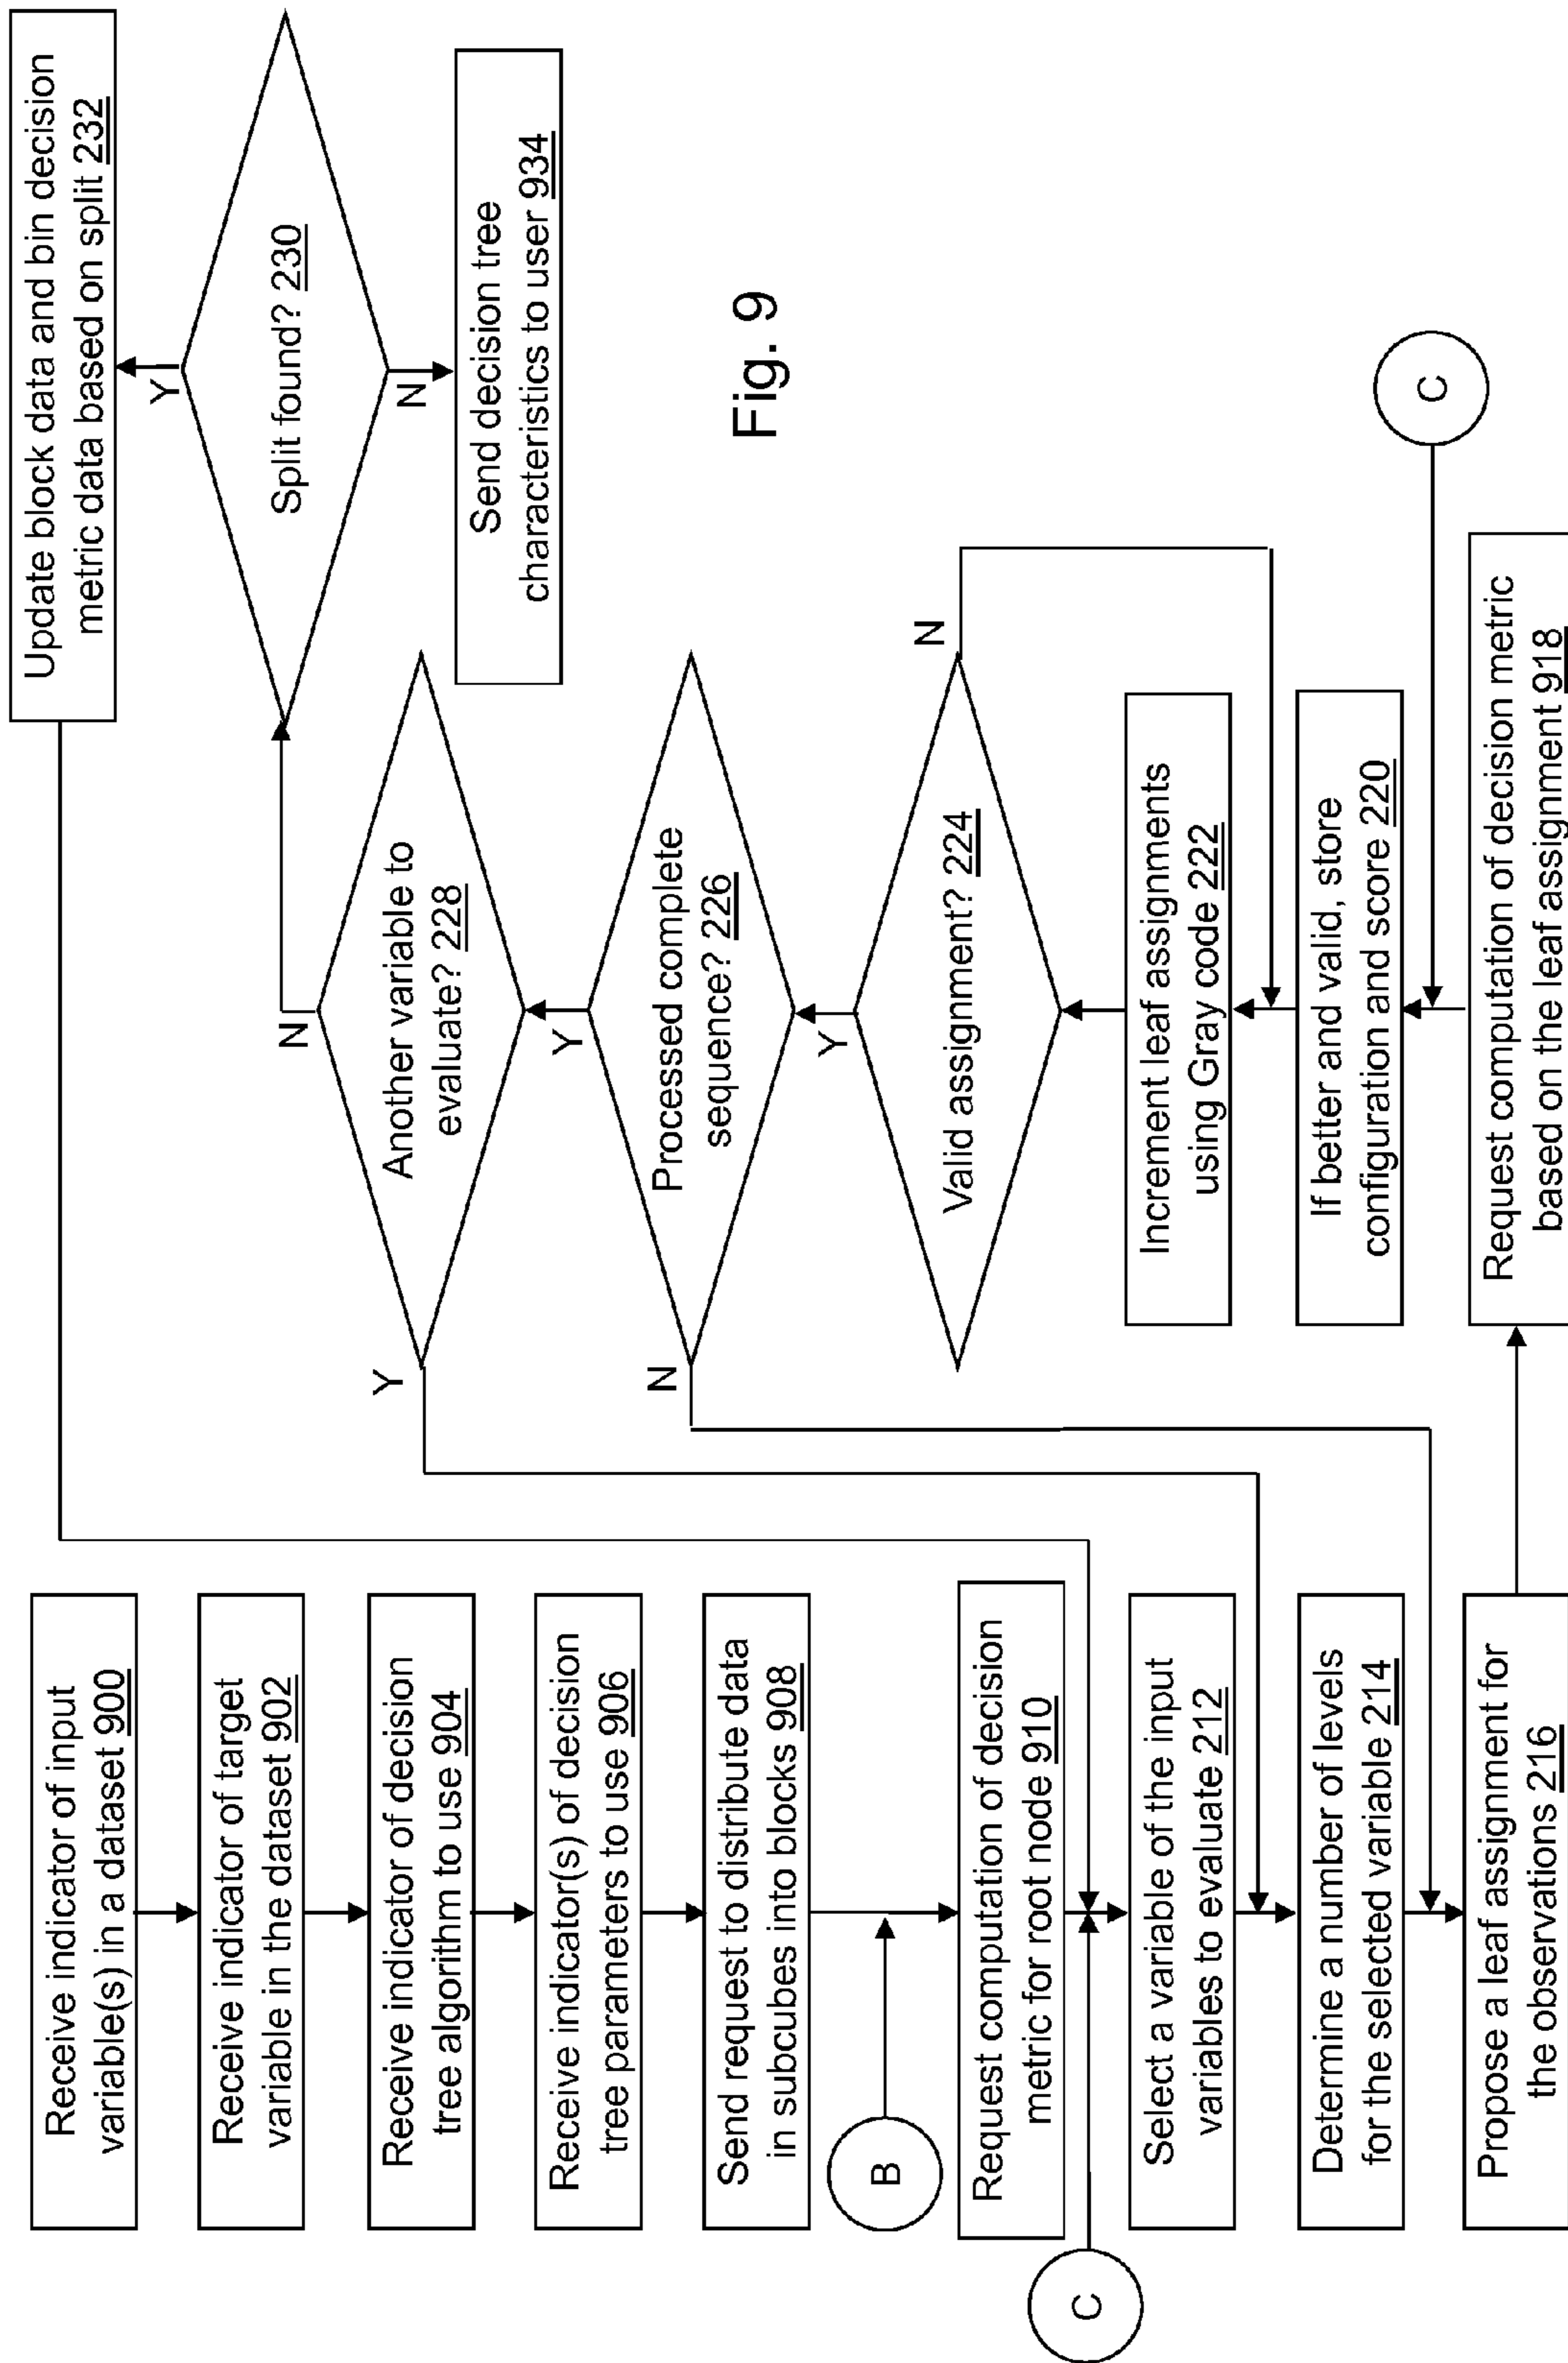 Receive indicator of input
variable(s) in a dataset 900
Receive indicator of target
variable in the dataset 902
Receive indicator of decision
tree algorithm to use 904
Receive indicator(s) of decision
tree parameters to use 906
Send request to distribute data
in subcubes into blocks 908
B
Request computation of decision
metric for root node 910
C
Select a variable of the input
variables to evaluate 212
Determine a number of levels
for the selected variable 214
Propose a leaf assignment for
the observations 216
Request computation of decision metric
based on the leaf assignment 918
C
If better and valid, store
configuration and score 220
Increment leaf assignments
using Gray code 222
Valid assignment? 224
N
Y
Processed complete
sequence? 226
N
Y
Another variable to
evaluate? 228
Y
N
Split found? 230
Y
N
Update block data and bin decision
metric data based on split 232
Send decision tree
characteristics to user 934
Fig. 9